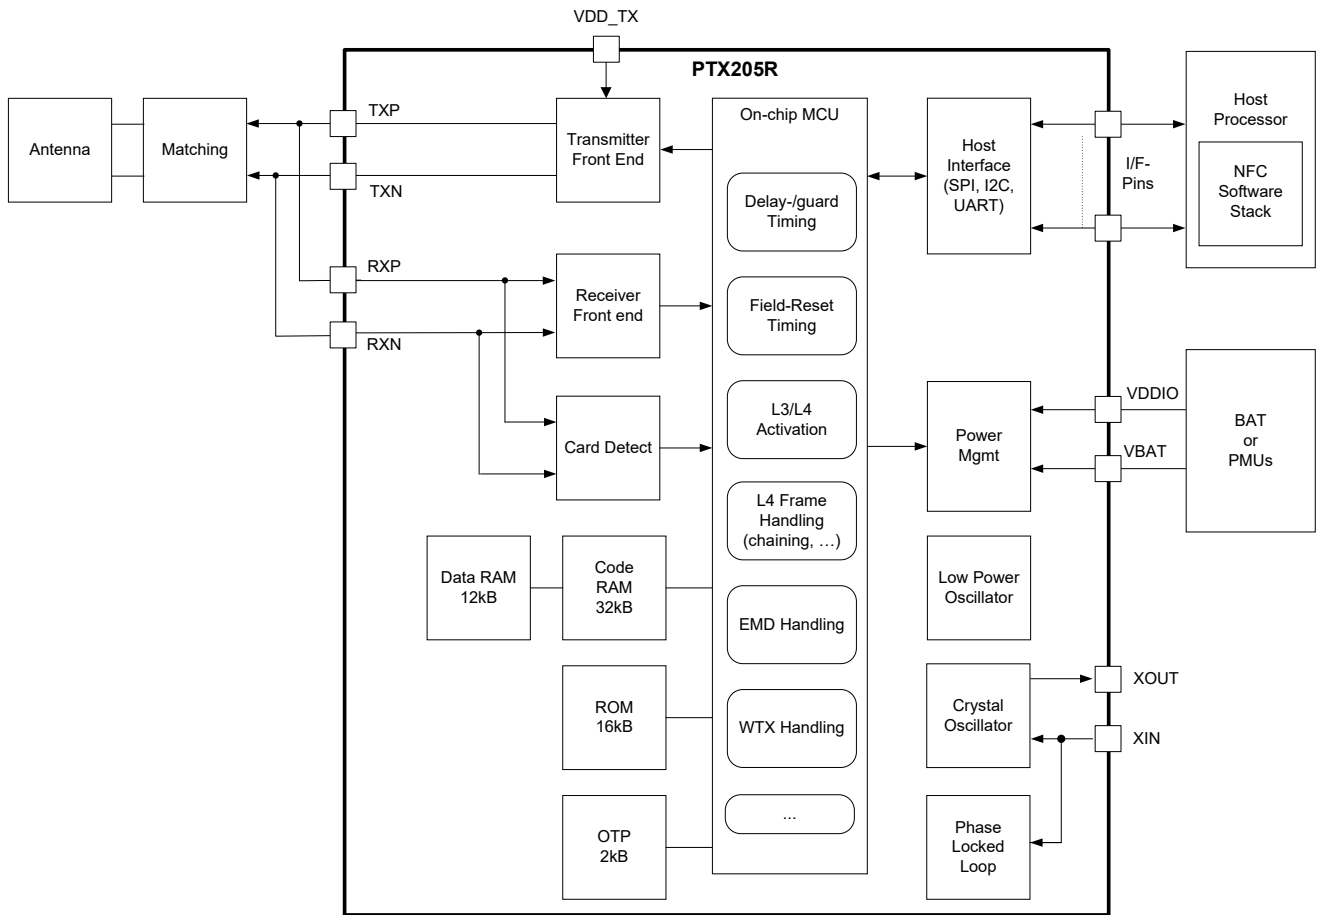 VDD_TX
PTX205R
Antenna
Matching
TXP
TXN
Transmitter
Front End
RXP
RXN
Receiver
Front end
Card Detect
Data RAM
12kB
Code
RAM
32kB
ROM
16kB
OTP
2kB
On-chip MCU
Delay-/guard
Timing
Field-Reset
Timing
L3/L4
Activation
L4 Frame
Handling
(chaining, …)
EMD Handling
WTX Handling
...
Host
Interface
(SPI, I2C,
UART)
I/F-
Pins
Host
Processor
NFC
Software
Stack
Power
Mgmt
VDDIO
VBAT
BAT
or
PMUs
Low Power
Oscillator
Crystal
Oscillator
XOUT
XIN
Phase
Locked
Loop